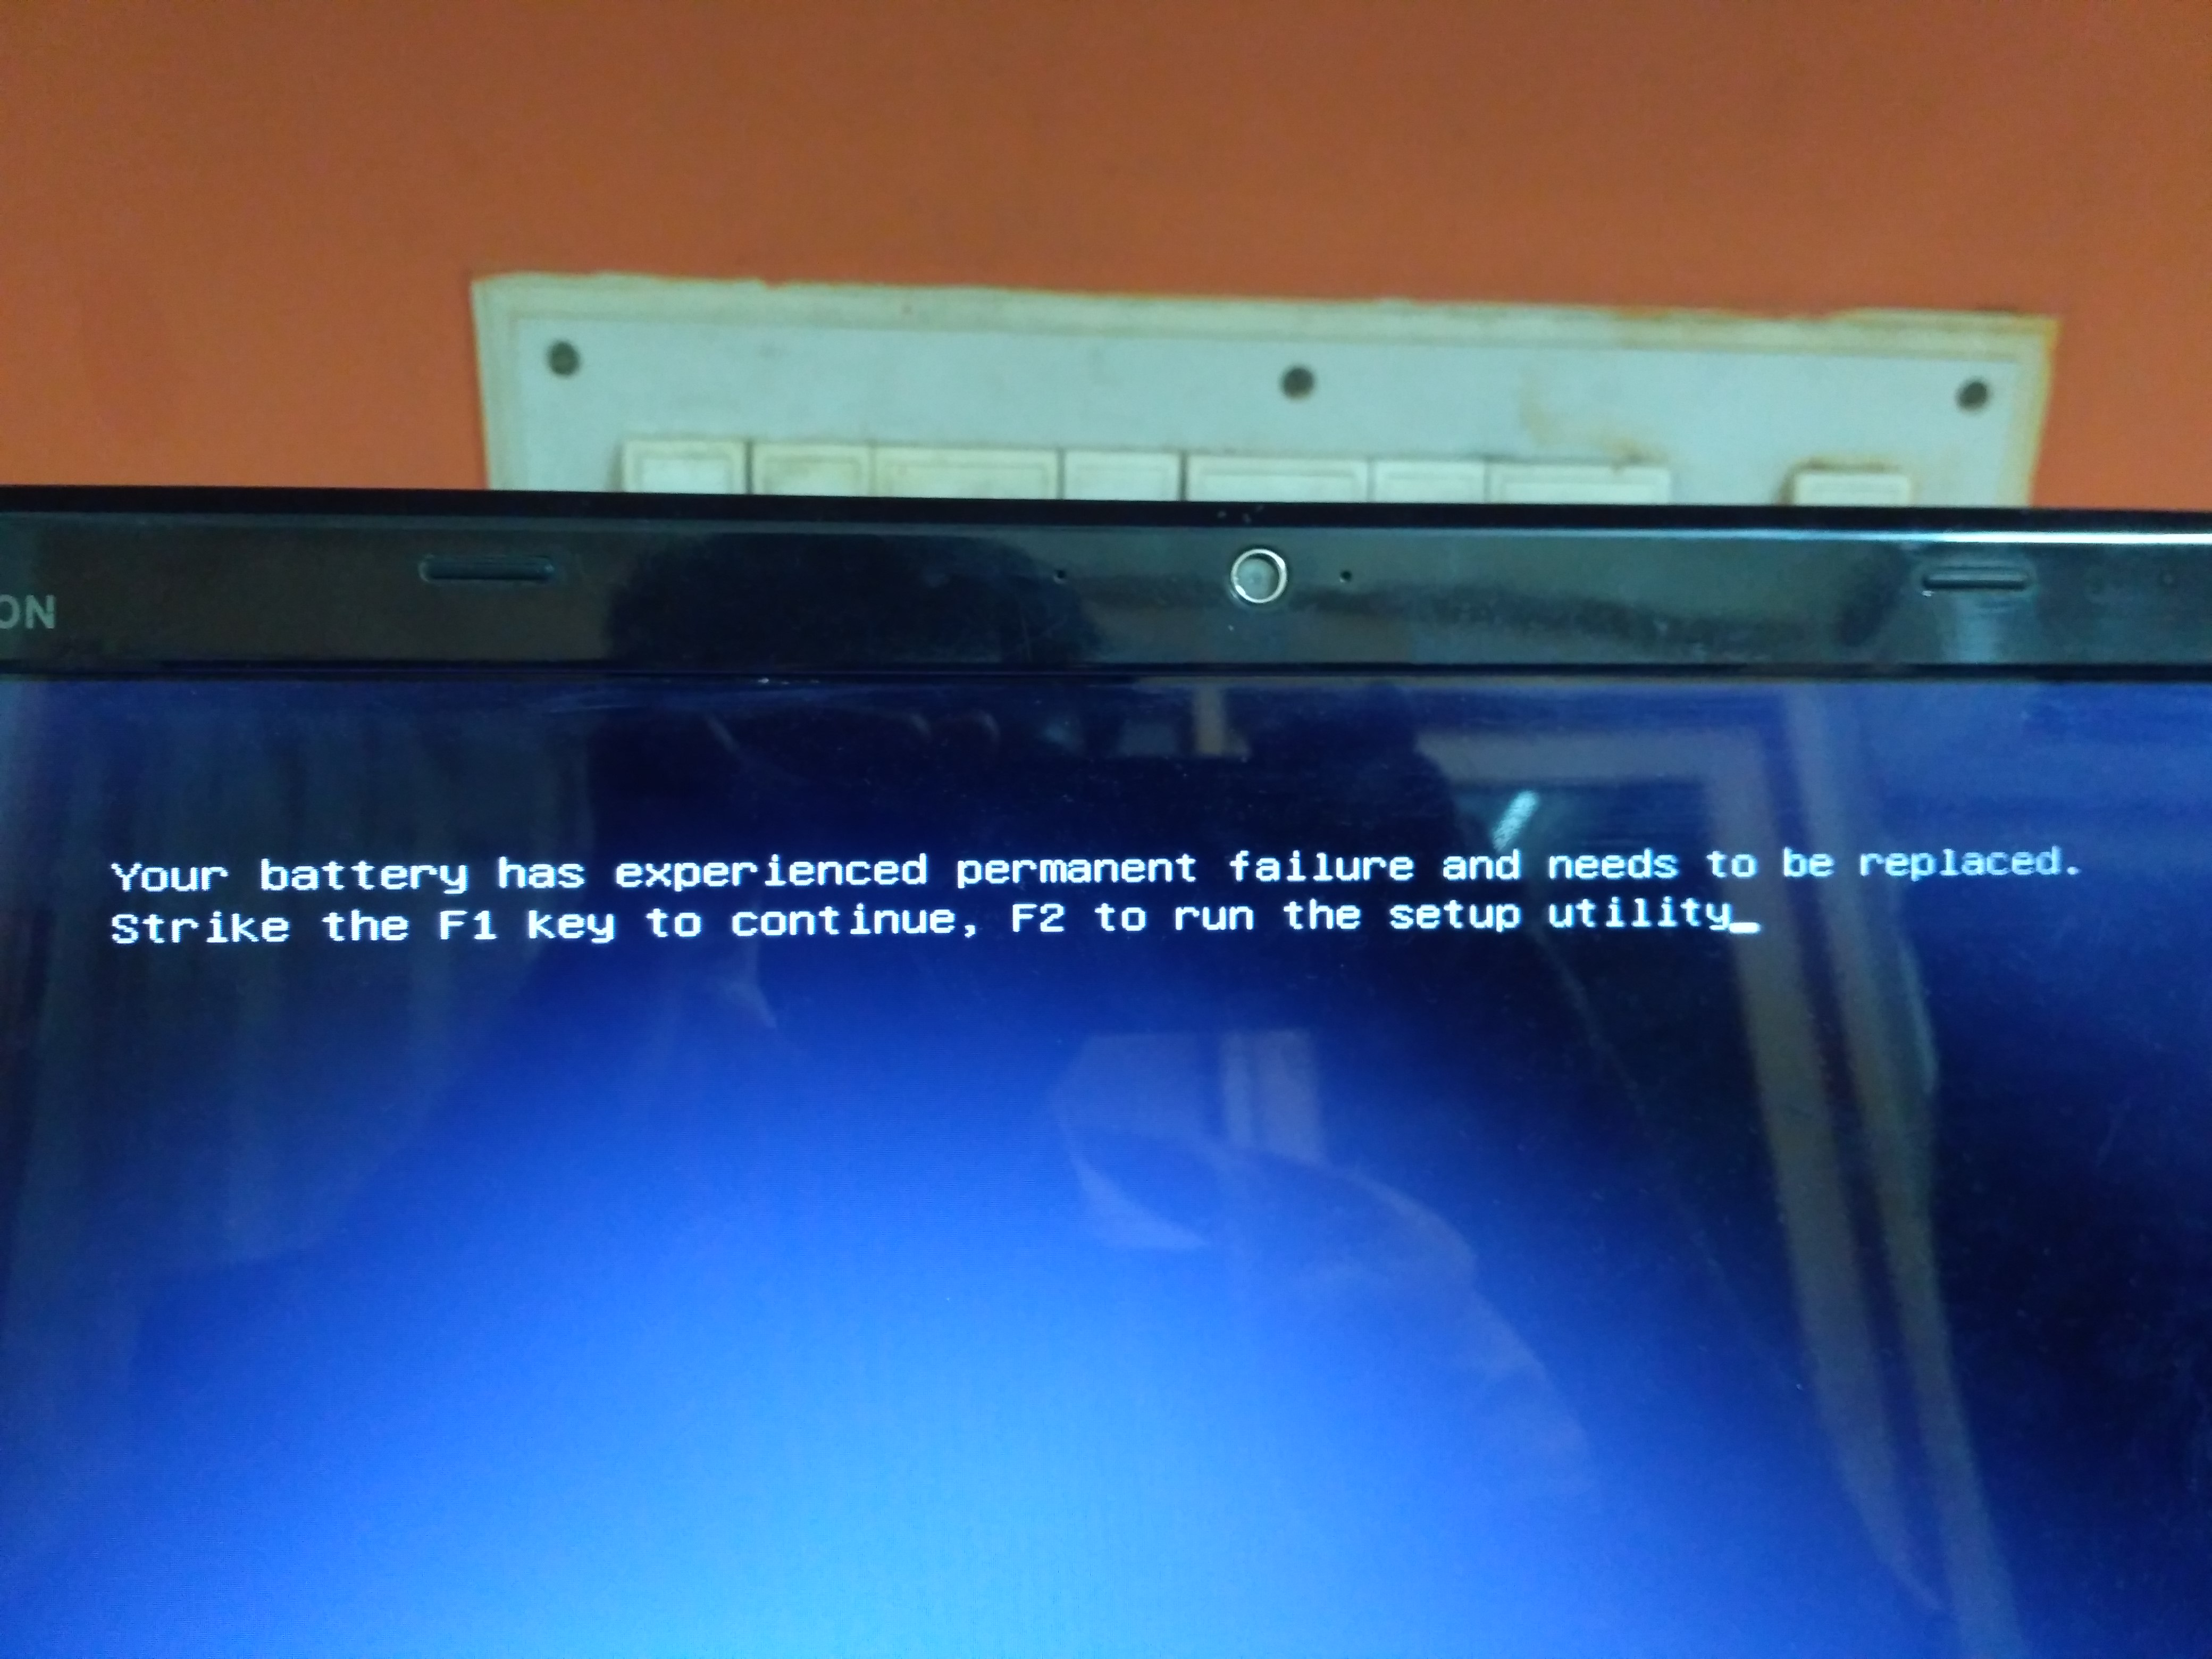 ON
Your battery has experienced permanent failure and needs to be replaced.
Strike the F1 key to continue, F2 to run the setup utility_